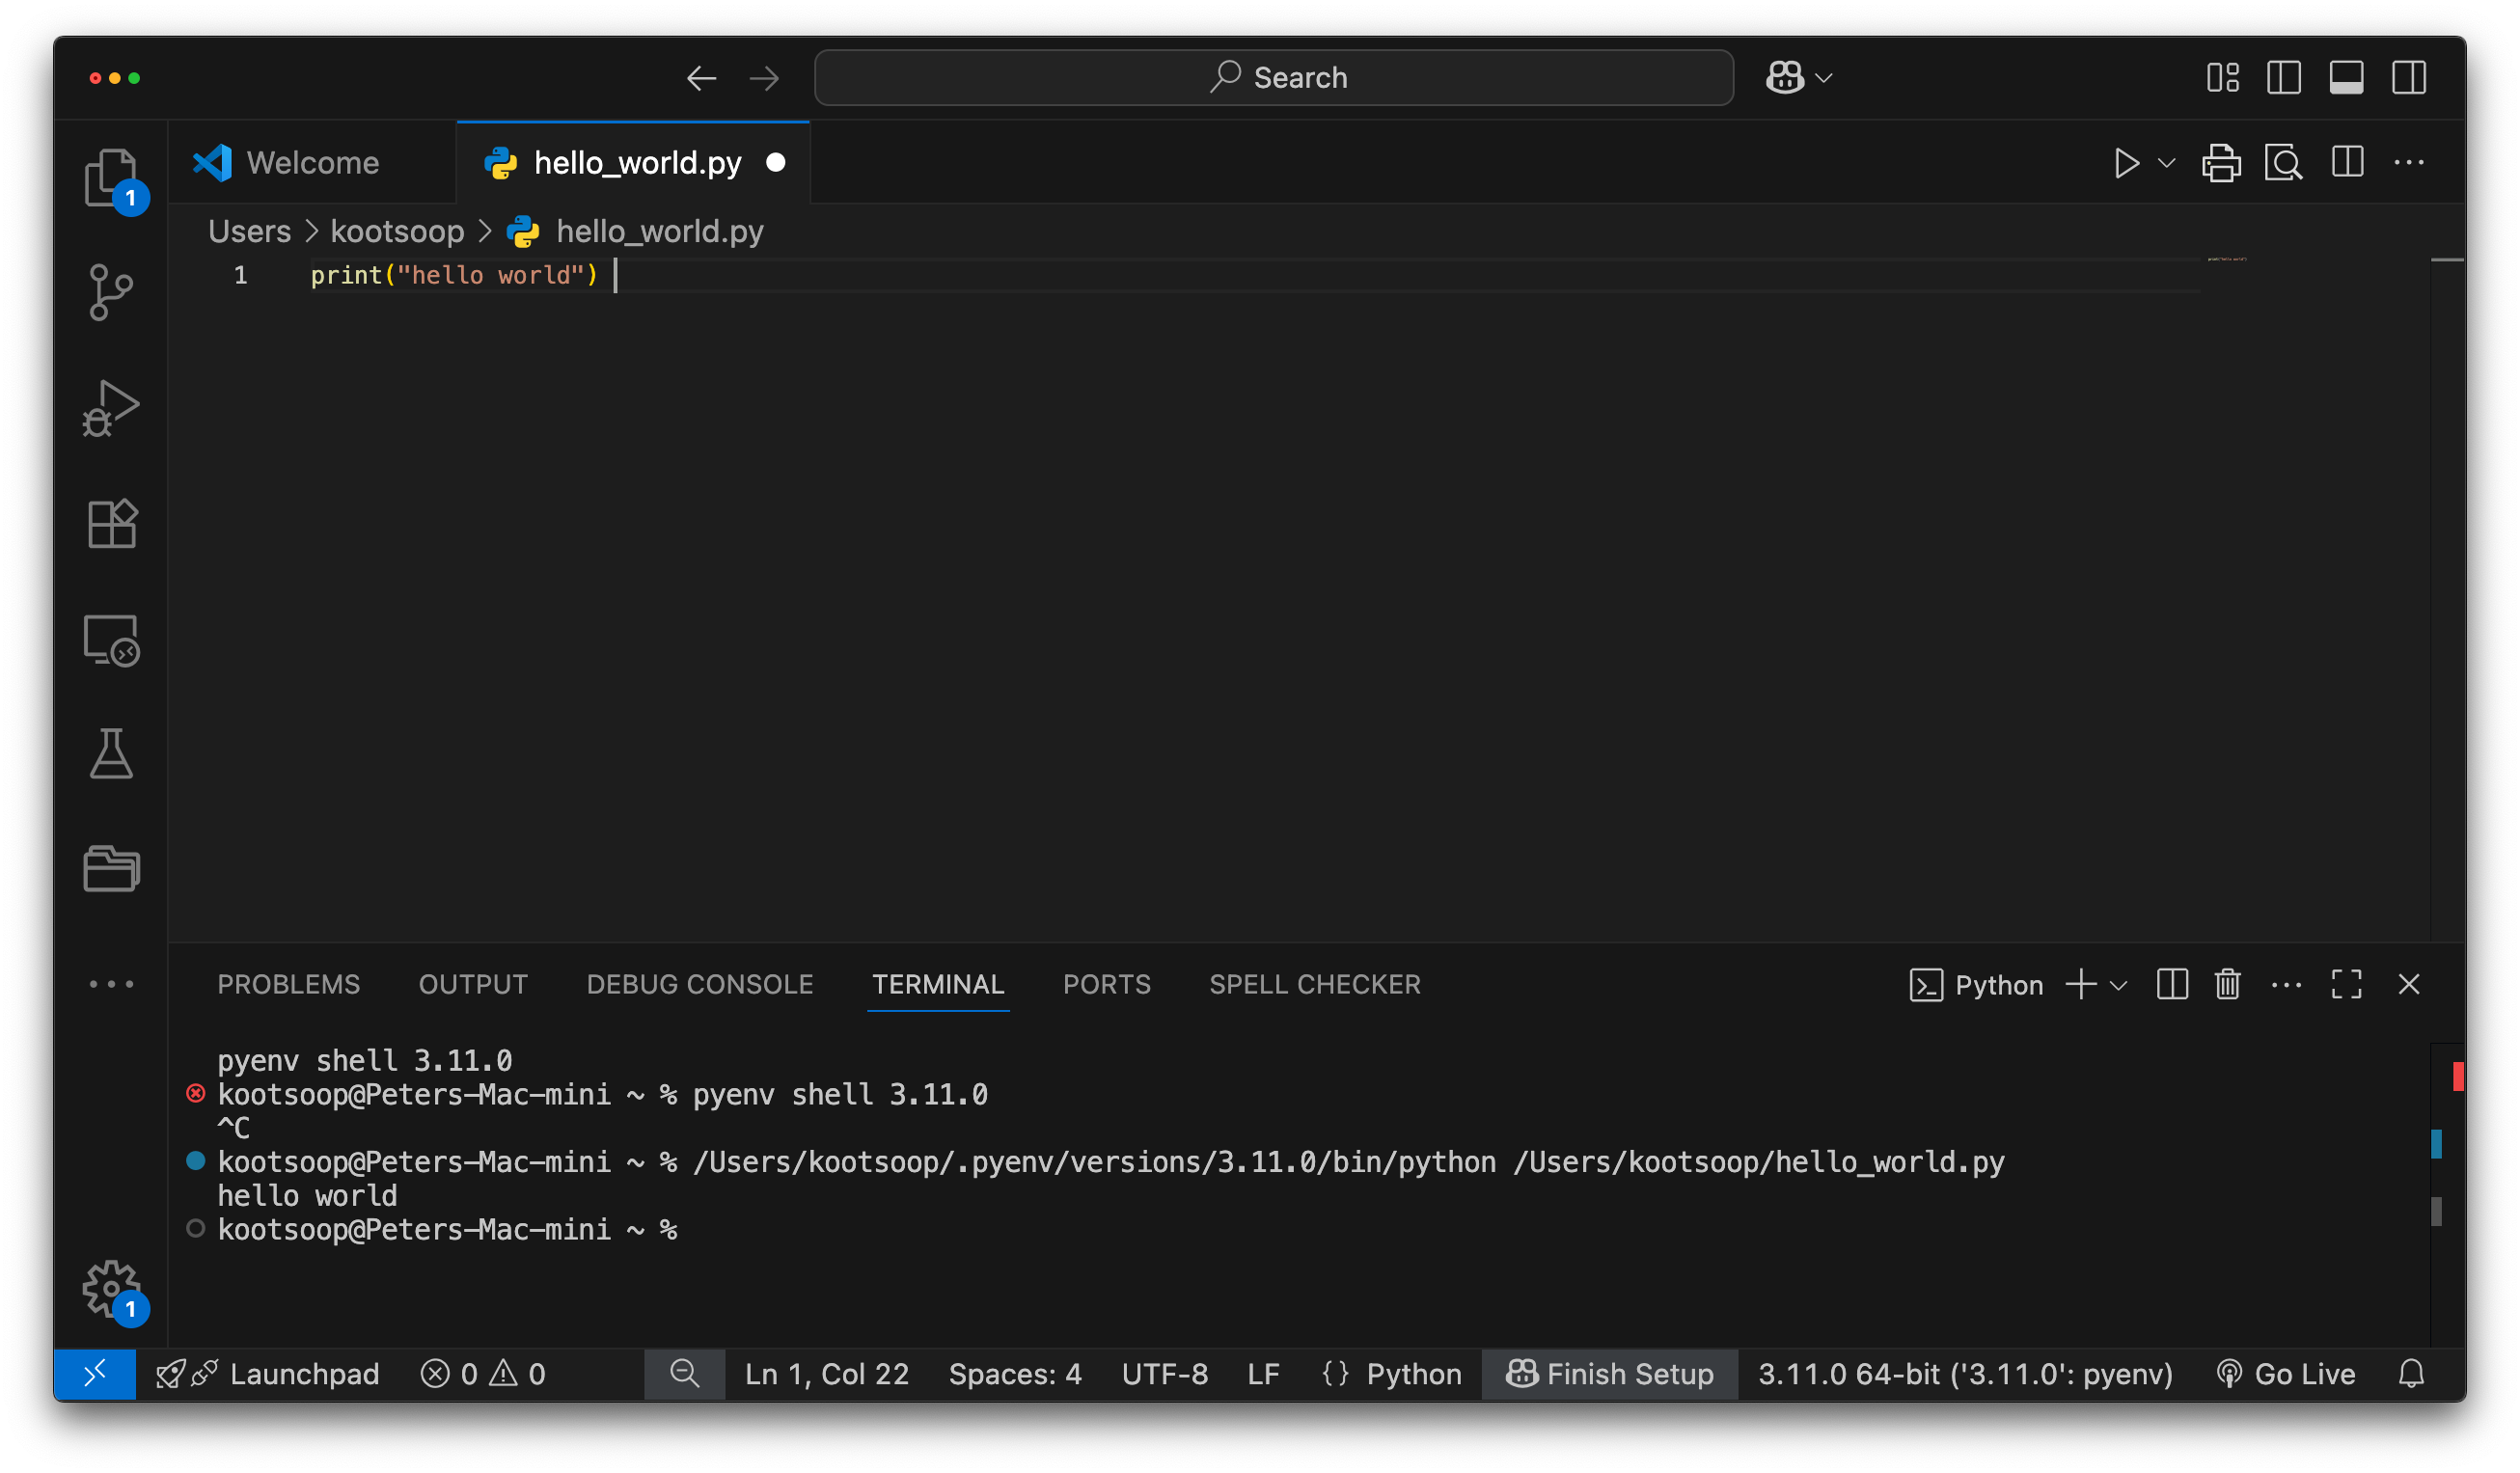 Search
Welcome
hello_world.py
1
Users > kootsoop > hello_world.py
1 print("hello world")
PROBLEMS OUTPUT DEBUG CONSOLE TERMINAL PORTS SPELL CHECKER Python
pyenv shell 3.11.0
kootsoop@Peters-Mac-mini ~ % pyenv shell 3.11.0
^C
kootsoop@Peters-Mac-mini ~ % /Users/kootsoop/.pyenv/versions/3.11.0/bin/python /Users/kootsoop/hello_world.py
hello world
kootsoop@Peters-Mac-mini ~ %
1
Launchpad 0 0 Ln 1, Col 22 Spaces: 4 UTF-8 LF {} Python Finish Setup 3.11.0 64-bit ('3.11.0': pyenv) Go Live